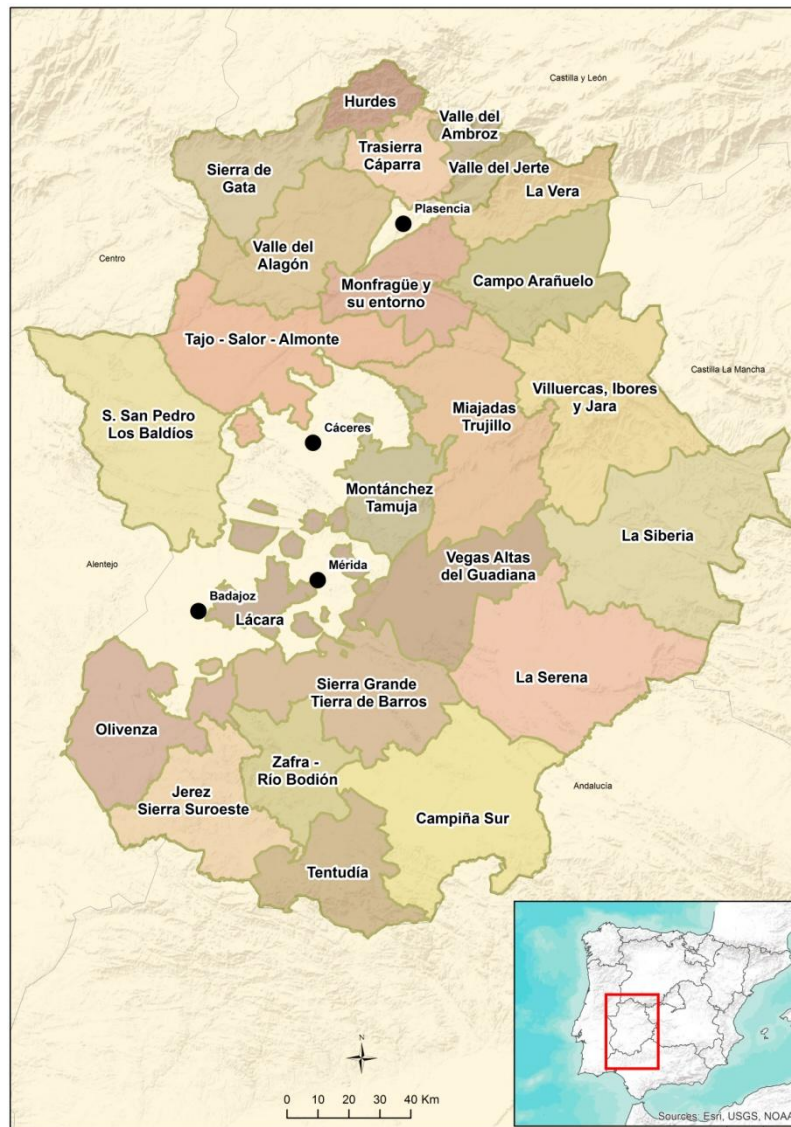 Castilla y León
Hurdes
Valle del
Ambroz
Trasierra
Cáparra
Sierra de
Gata
Valle del Jerte
La Vera
Plasencia
Valle del
Alagón
Centro
Monfragüe y
su entorno
Campo Arañuelo
Tajo - Salor - Almonte
Castilla La Mancha
Villuercas, Ibores
y Jara
Miajadas
Trujillo
S. San Pedro
Los Baldíos
Cáceres
Montánchez
Tamuja
La Siberia
Vegas Altas
del Guadiana
Alentejo
Mérida
Badajoz
Lácara
La Serena
Sierra Grande
Tierra de Barros
Olivenza
Zafra -
Río Bodión
Jerez
Sierra Suroeste
Andalucía
Campiña Sur
Tentudía
N
0 10 20 40 Km
Sources: Esri, USGS, NOAA